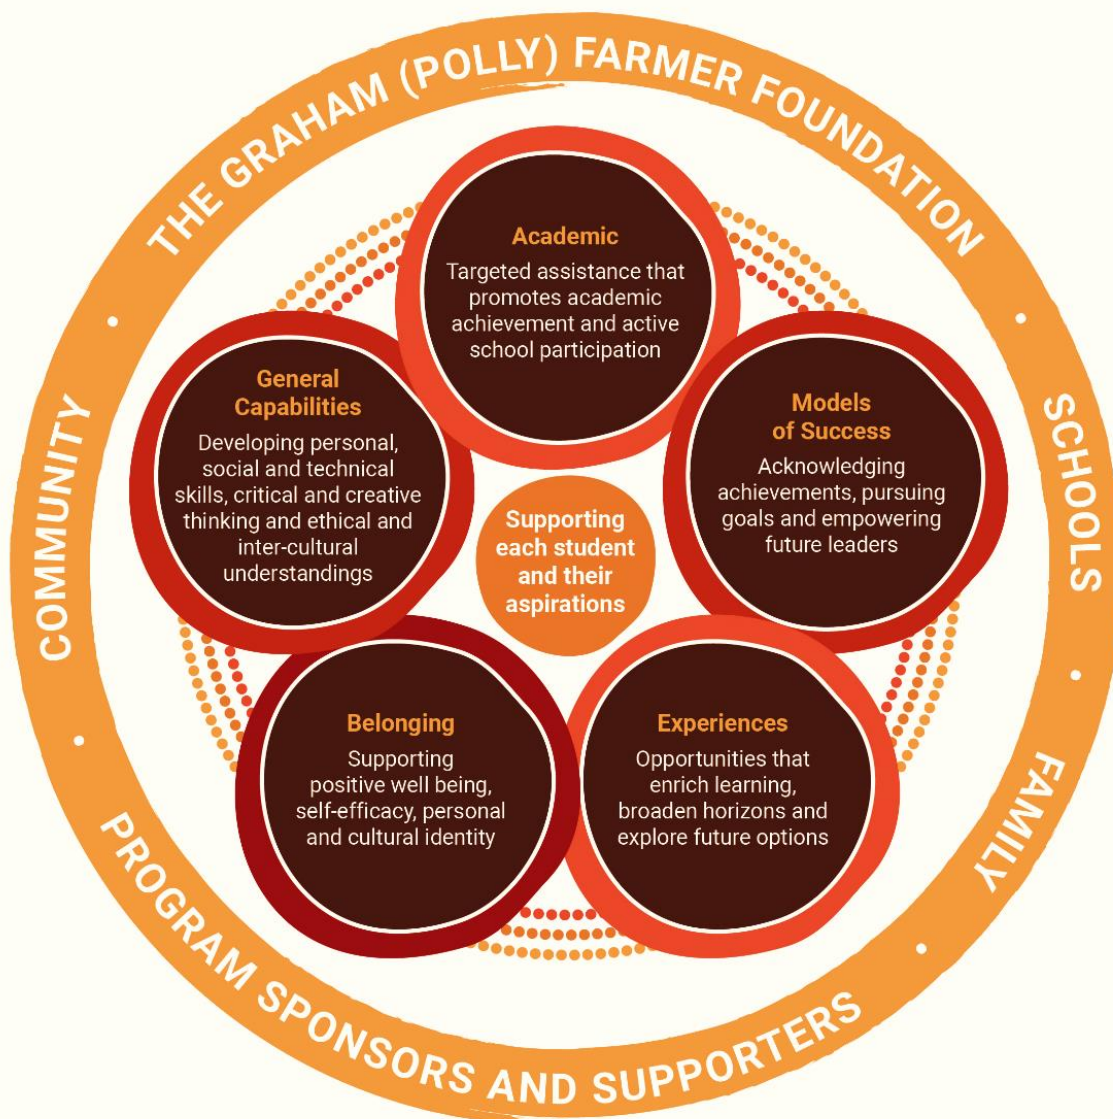 THE GRAHAM (POLLY) FARMER FOUNDATION
SCHOOLS
FAMILY
PROGRAM SPONSORS AND SUPPORTERS
COMMUNITY
Academic
Targeted assistance that
promotes academic
achievement and active
school participation
Models
of Success
Acknowledging
achievements, pursuing
goals and empowering
future leaders
Experiences
Opportunities that
enrich learning,
broaden horizons and
explore future options
Belonging
Supporting
positive well being,
self-efficacy, personal
and cultural identity
General
Capabilities
Developing personal,
social and technical
skills, critical and creative
thinking and ethical and
inter-cultural
understandings
Supporting
each student
and their
aspirations